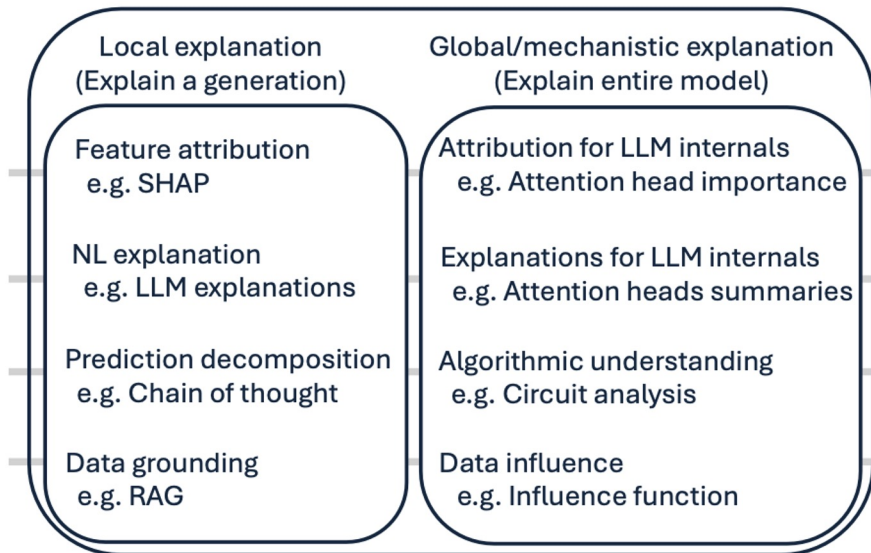 Local explanation
(Explain a generation)
Feature attribution
e.g. SHAP
NL explanation
e.g. LLM explanations
Prediction decomposition
e.g. Chain of thought
Data grounding
e.g. RAG
Global/mechanistic explanation
(Explain entire model)
Attribution for LLM internals
e.g. Attention head importance
Explanations for LLM internals
e.g. Attention heads summaries
Algorithmic understanding
e.g. Circuit analysis
Data influence
e.g. Influence function